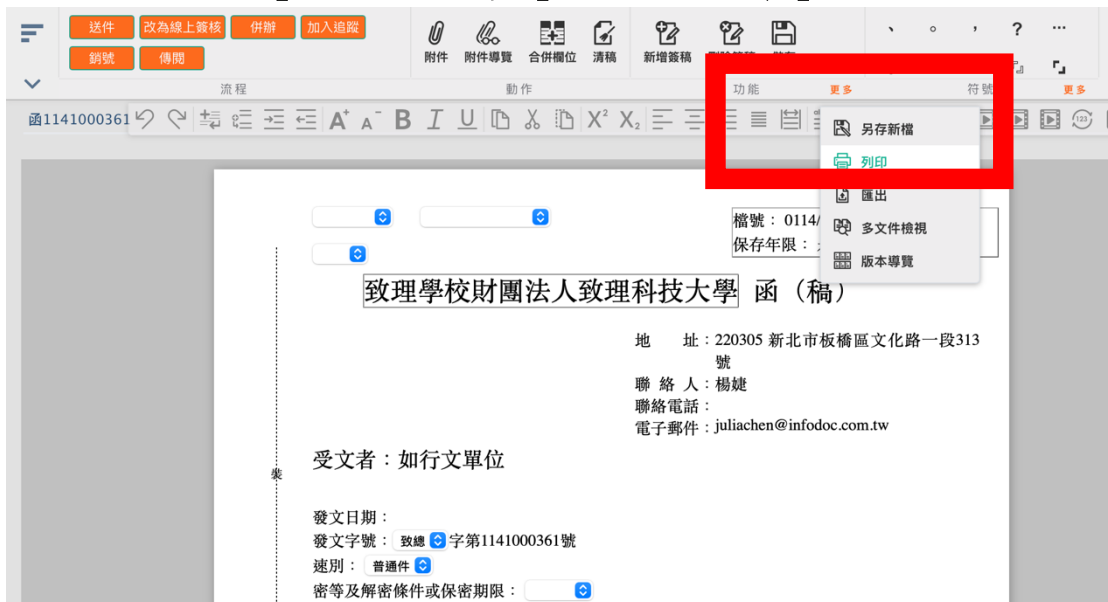 送件 改為線上簽核 併辦 加入追蹤
銷號 傳閱
附件 附件導覽 合併欄位 清稿 新增簽稿
、 。 , ? …
流程 動作 功能 更多 符號 更多
函1141000361
A⁺ A⁻ B I U X² X₂
另存新檔
列印
匯出
多文件檢視
版本導覽
檔號： 0114/
保存年限：
致理學校財團法人致理科技大學 函（稿）
地 址：220305 新北市板橋區文化路一段313
號
聯 絡 人：楊婕
聯絡電話：
電子郵件：juliachen@infodoc.com.tw
受文者：如行文單位
裝
發文日期：
發文字號： 致總 字第1141000361號
速別： 普通件
密等及解密條件或保密期限：